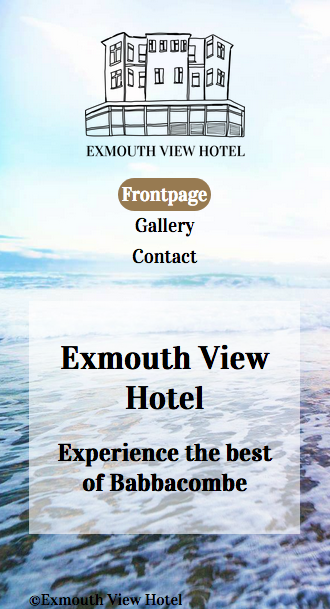 EXMOUTH VIEW HOTEL
Frontpage
Gallery
Contact
Exmouth View
Hotel
Experience the best
of Babbacombe
©Exmouth View Hotel